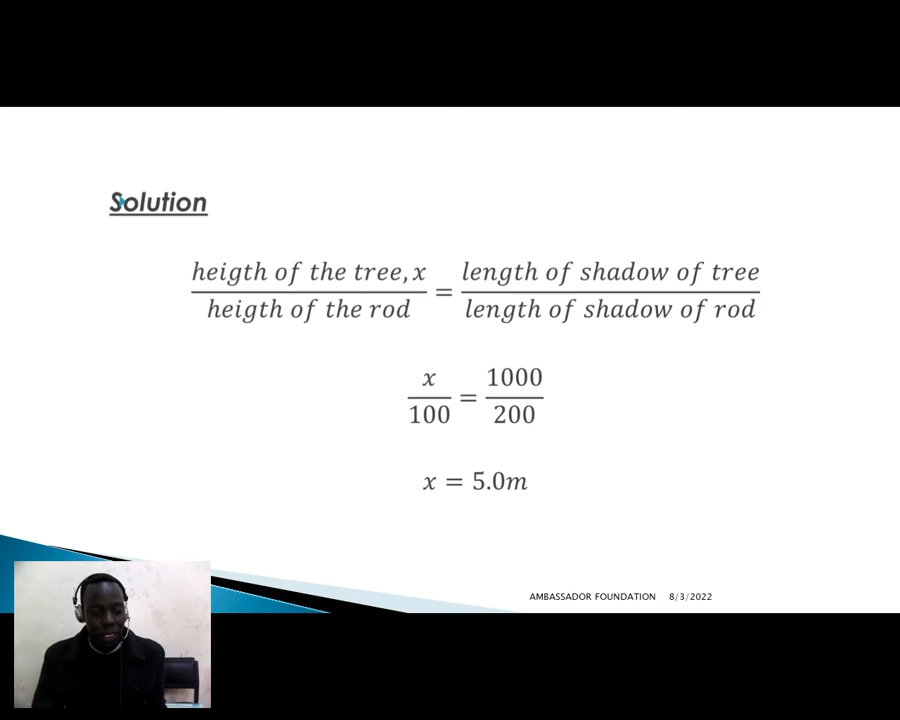 Solution
heigth of the tree, x / heigth of the rod = length of shadow of tree / length of shadow of rod
x / 100 = 1000 / 200
x = 5.0m
AMBASSADOR FOUNDATION 8/3/2022